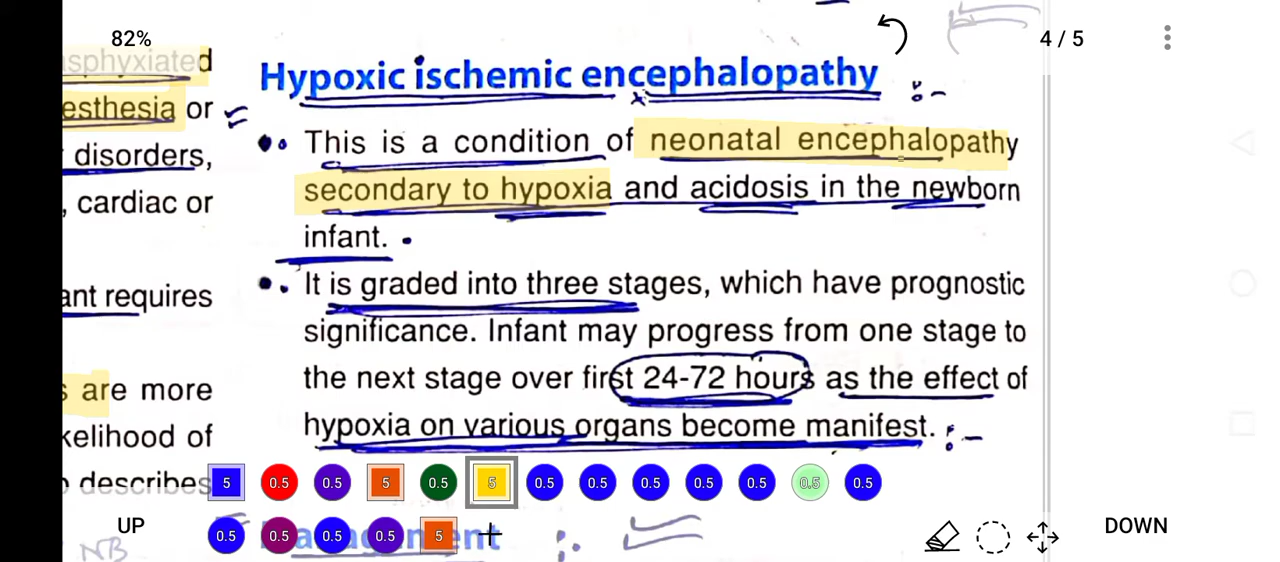 82%
4 / 5
asphyxiated
esthesia or
disorders,
, cardiac or
ant requires
s are more
kelihood of
describes
Hypoxic ischemic encephalopathy
This is a condition of neonatal encephalopathy
secondary to hypoxia and acidosis in the newborn
infant.
It is graded into three stages, which have prognostic
significance. Infant may progress from one stage to
the next stage over first 24-72 hours as the effect of
hypoxia on various organs become manifest.
5 0.5 0.5 5 0.5 5 0.5 0.5 0.5 0.5 0.5 0.5 0.5
UP
0.5 0.5 0.5 0.5 5 +
DOWN
NB